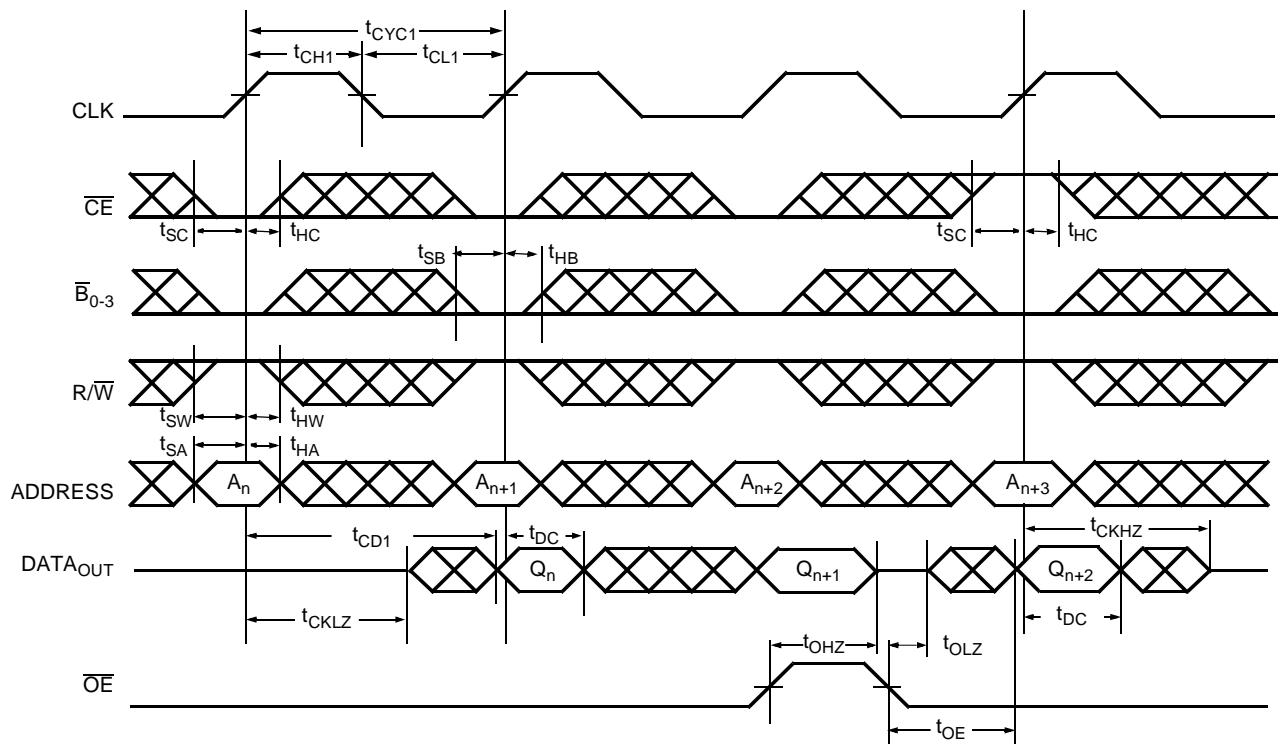 tCYC1
tCH1
tCL1
CLK
CE
tSC
tHC
tSC
tHC
tSB
tHB
B0-3
R/W
tSW
tHW
tSA
tHA
ADDRESS
An
An+1
An+2
An+3
tCD1
tDC
tCKHZ
DATAOUT
Qn
Qn+1
Qn+2
tCKLZ
tDC
tOHZ
tOLZ
OE
tOE